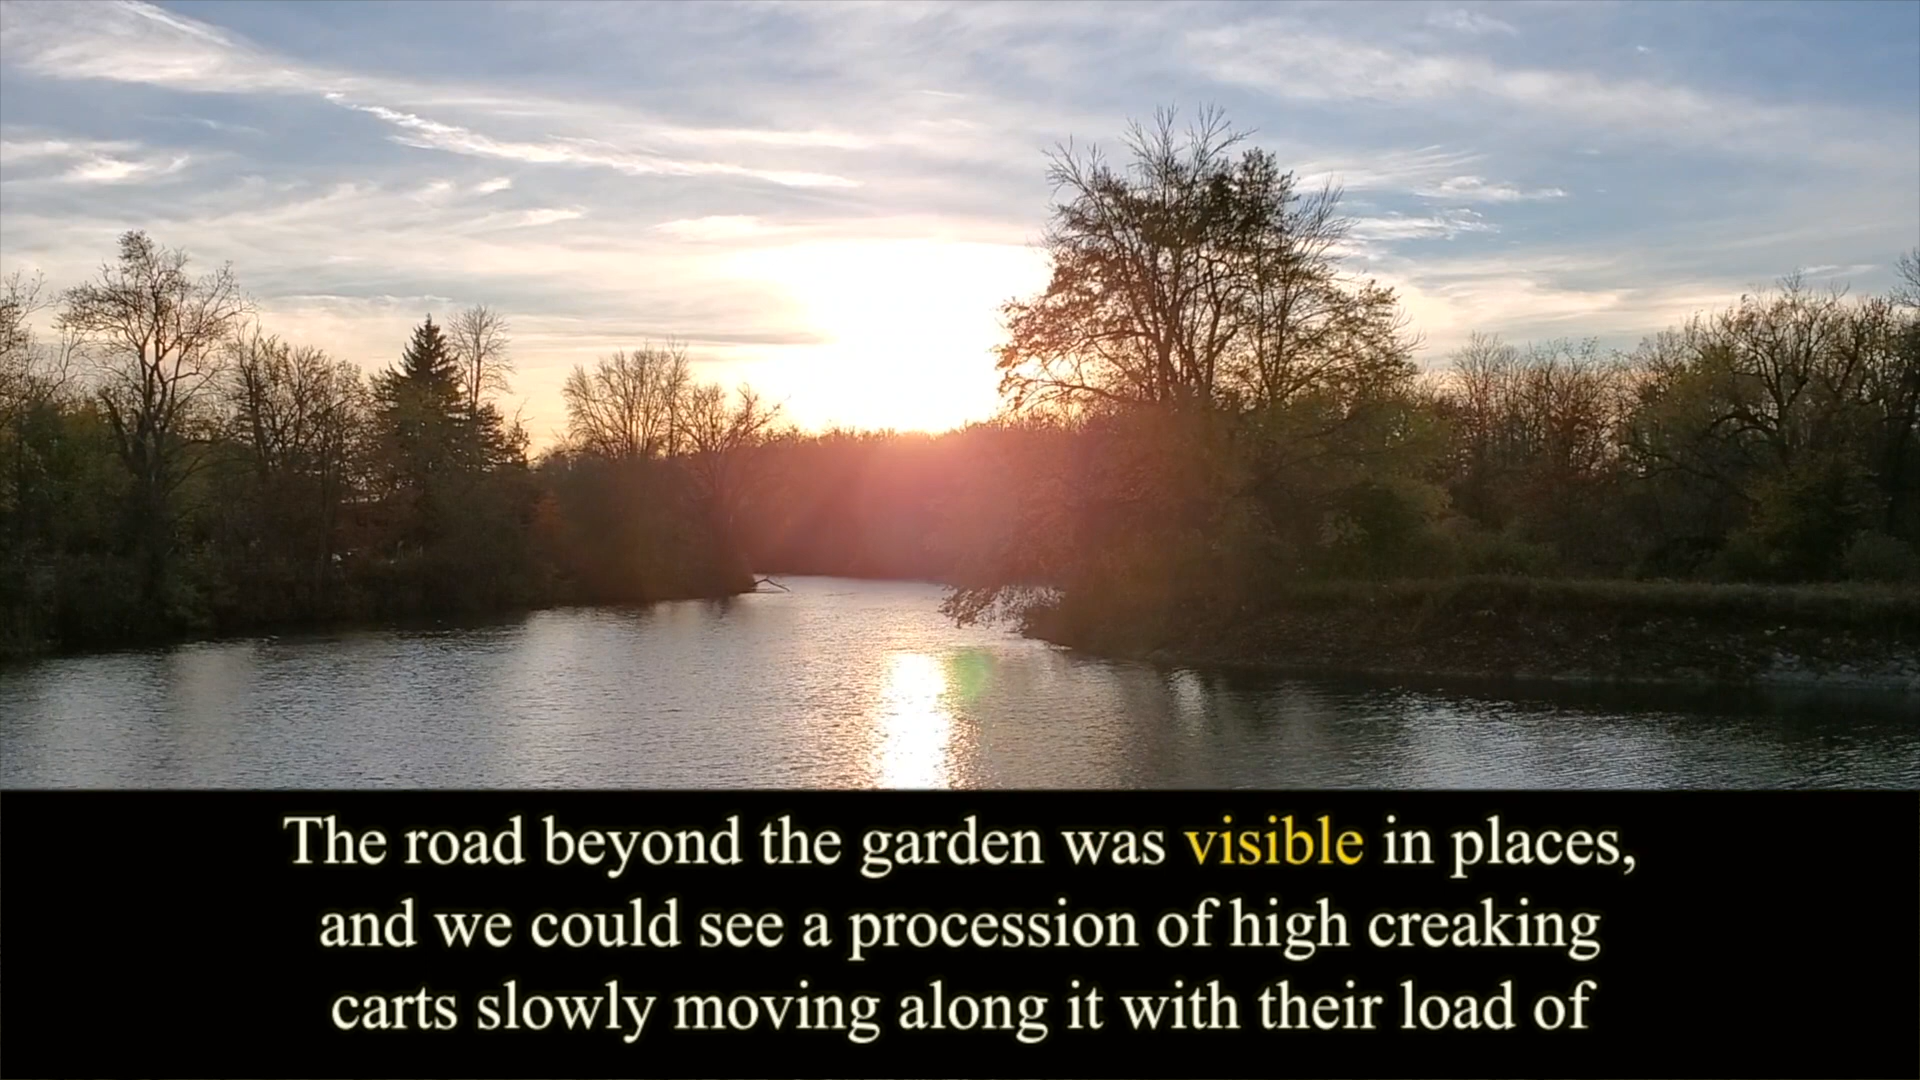 The road beyond the garden was visible in places,
and we could see a procession of high creaking
carts slowly moving along it with their load of